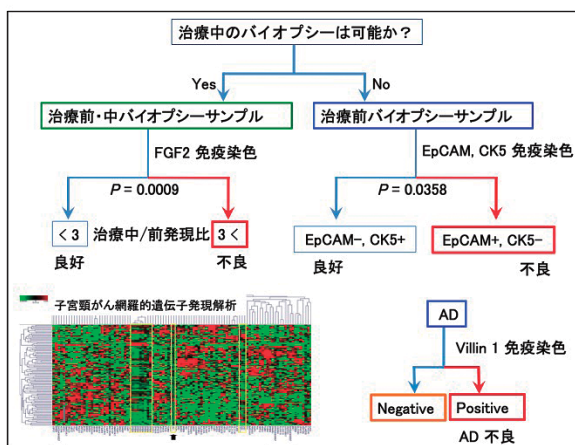 治療中のバイオプシーは可能か？
Yes
No
治療前・中バイオプシーサンプル
治療前バイオプシーサンプル
FGF2 免疫染色
EpCAM, CK5 免疫染色
P = 0.0009
P = 0.0358
< 3
治療中/前発現比
3 <
EpCAM−, CK5+
EpCAM+, CK5−
良好
不良
良好
不良
子宮頸がん網羅的遺伝子発現解析
AD
Villin 1 免疫染色
Negative
Positive
AD 不良